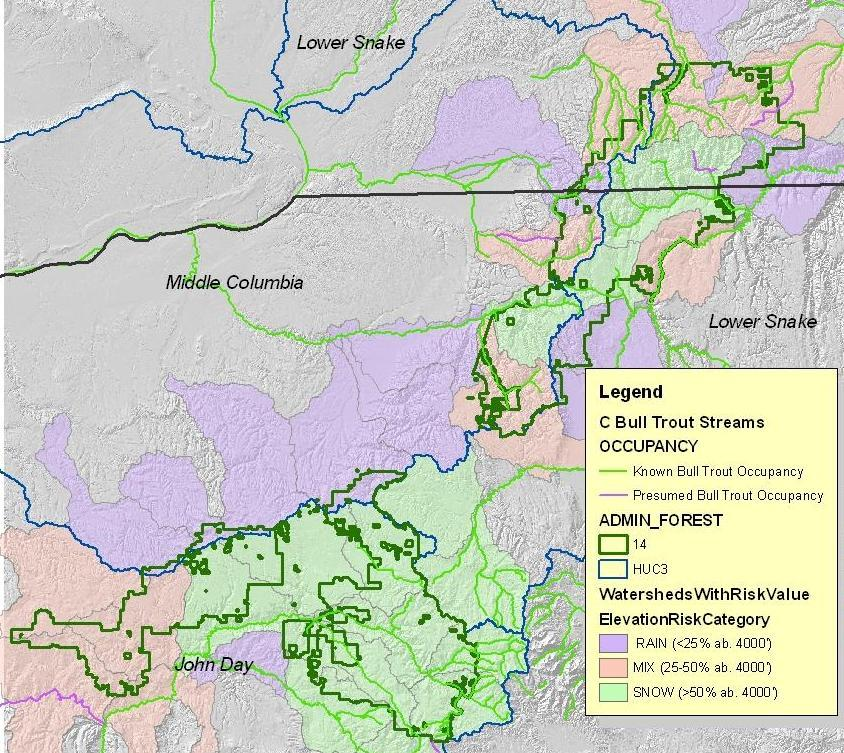 Lower Snake
Middle Columbia
Lower Snake
John Day
Legend
C Bull Trout Streams
OCCUPANCY
Known Bull Trout Occupancy
Presumed Bull Trout Occupancy
ADMIN_FOREST
14
HUC3
WatershedsWithRiskValue
ElevationRiskCategory
RAIN (<25% ab. 4000')
MIX (25-50% ab. 4000')
SNOW (>50% ab. 4000')